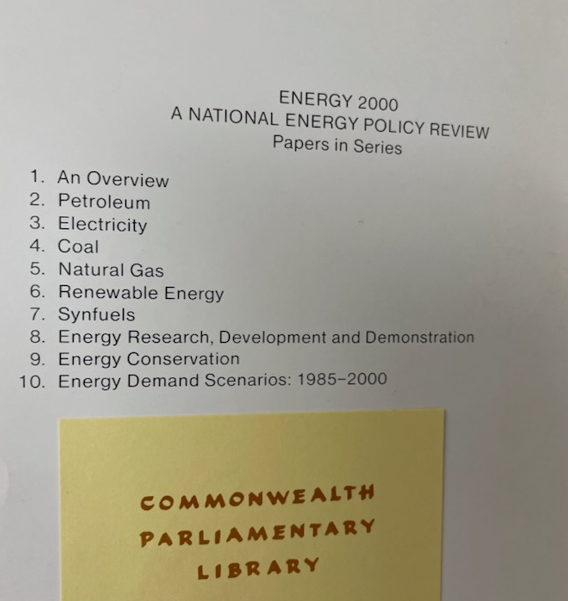 ENERGY 2000
A NATIONAL ENERGY POLICY REVIEW
Papers in Series
1. An Overview
2. Petroleum
3. Electricity
4. Coal
5. Natural Gas
6. Renewable Energy
7. Synfuels
8. Energy Research, Development and Demonstration
9. Energy Conservation
10. Energy Demand Scenarios: 1985–2000
COMMONWEALTH
PARLIAMENTARY
LIBRARY